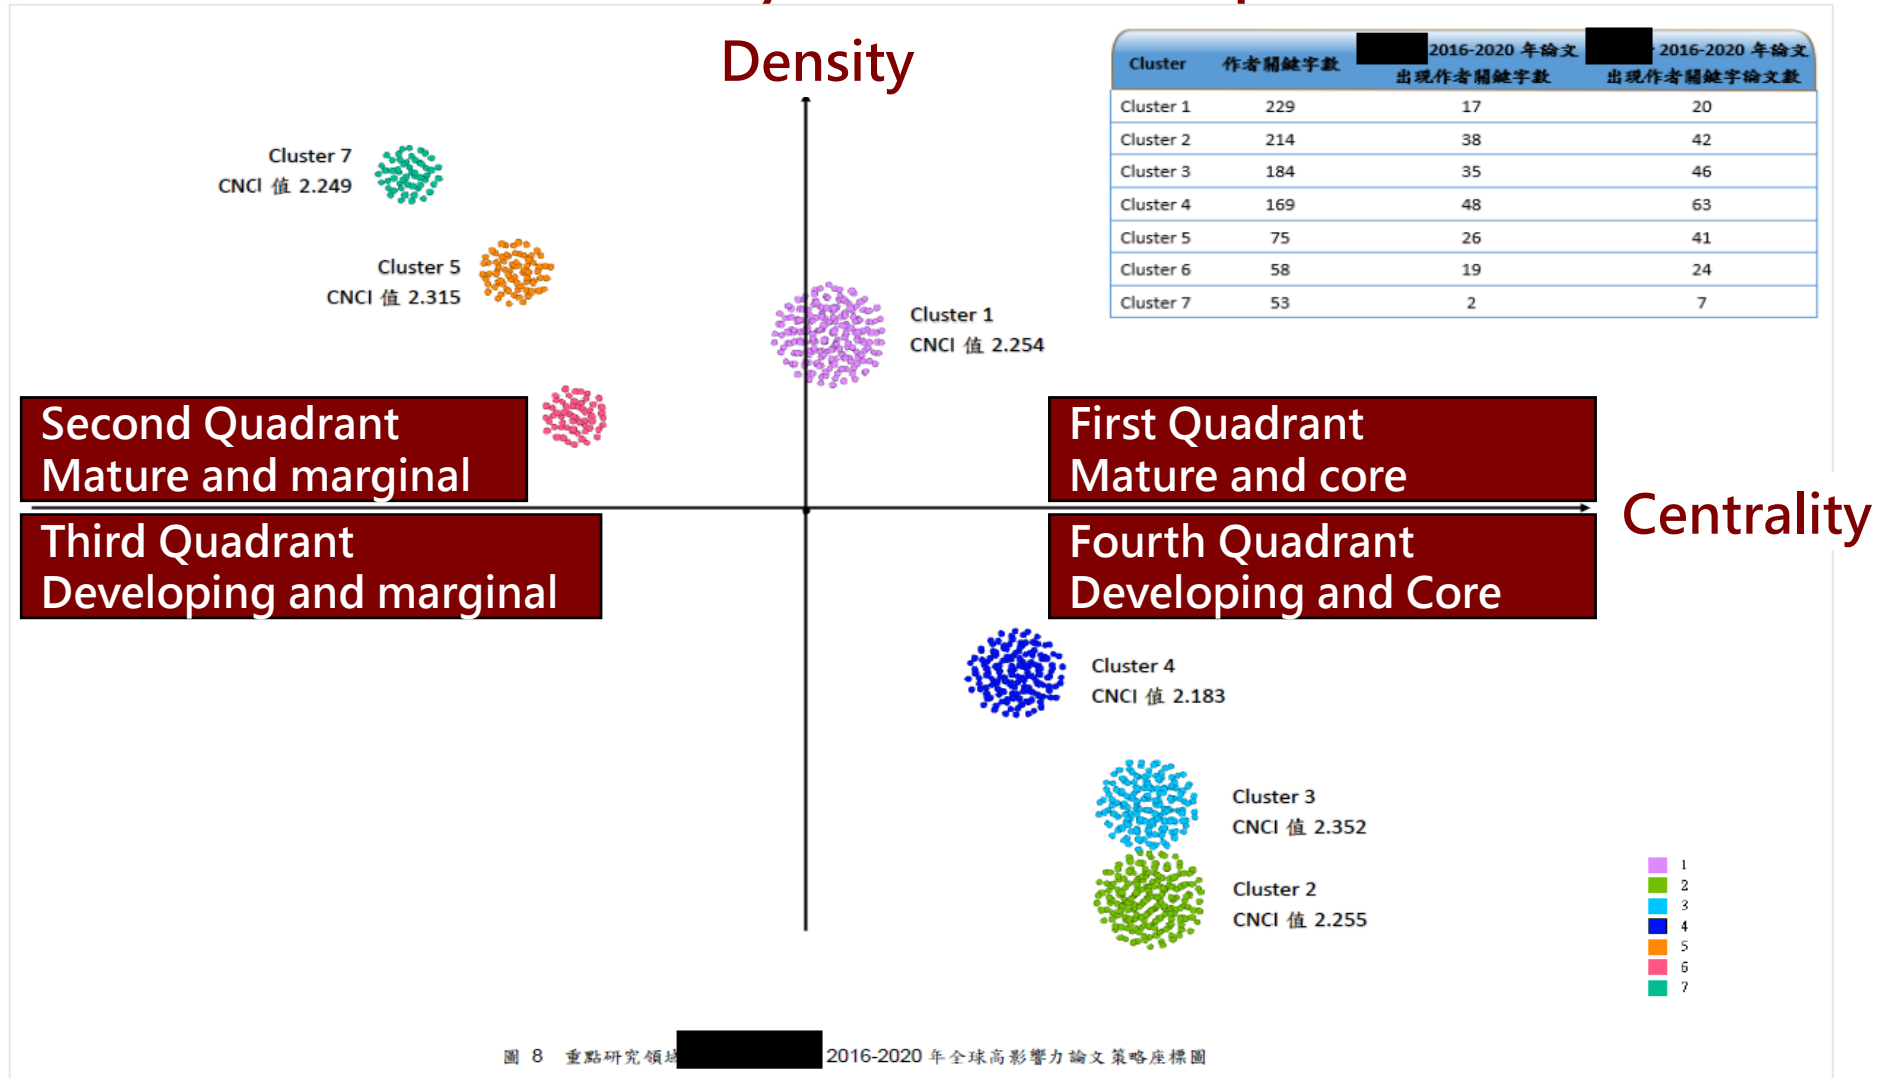 Density
Cluster
作者關鍵字數
2016-2020 年論文
出現作者關鍵字數
2016-2020 年論文
出現作者關鍵字論文數
Cluster 1 229 17 20
Cluster 2 214 38 42
Cluster 3 184 35 46
Cluster 4 169 48 63
Cluster 5 75 26 41
Cluster 6 58 19 24
Cluster 7 53 2 7
Cluster 7
CNCI 值 2.249
Cluster 5
CNCI 值 2.315
Cluster 1
CNCI 值 2.254
Second Quadrant
Mature and marginal
First Quadrant
Mature and core
Centrality
Third Quadrant
Developing and marginal
Fourth Quadrant
Developing and Core
Cluster 4
CNCI 值 2.183
Cluster 3
CNCI 值 2.352
Cluster 2
CNCI 值 2.255
1
2
3
4
5
6
7
圖 8 重點研究領域 2016-2020 年全球高影響力論文策略座標圖